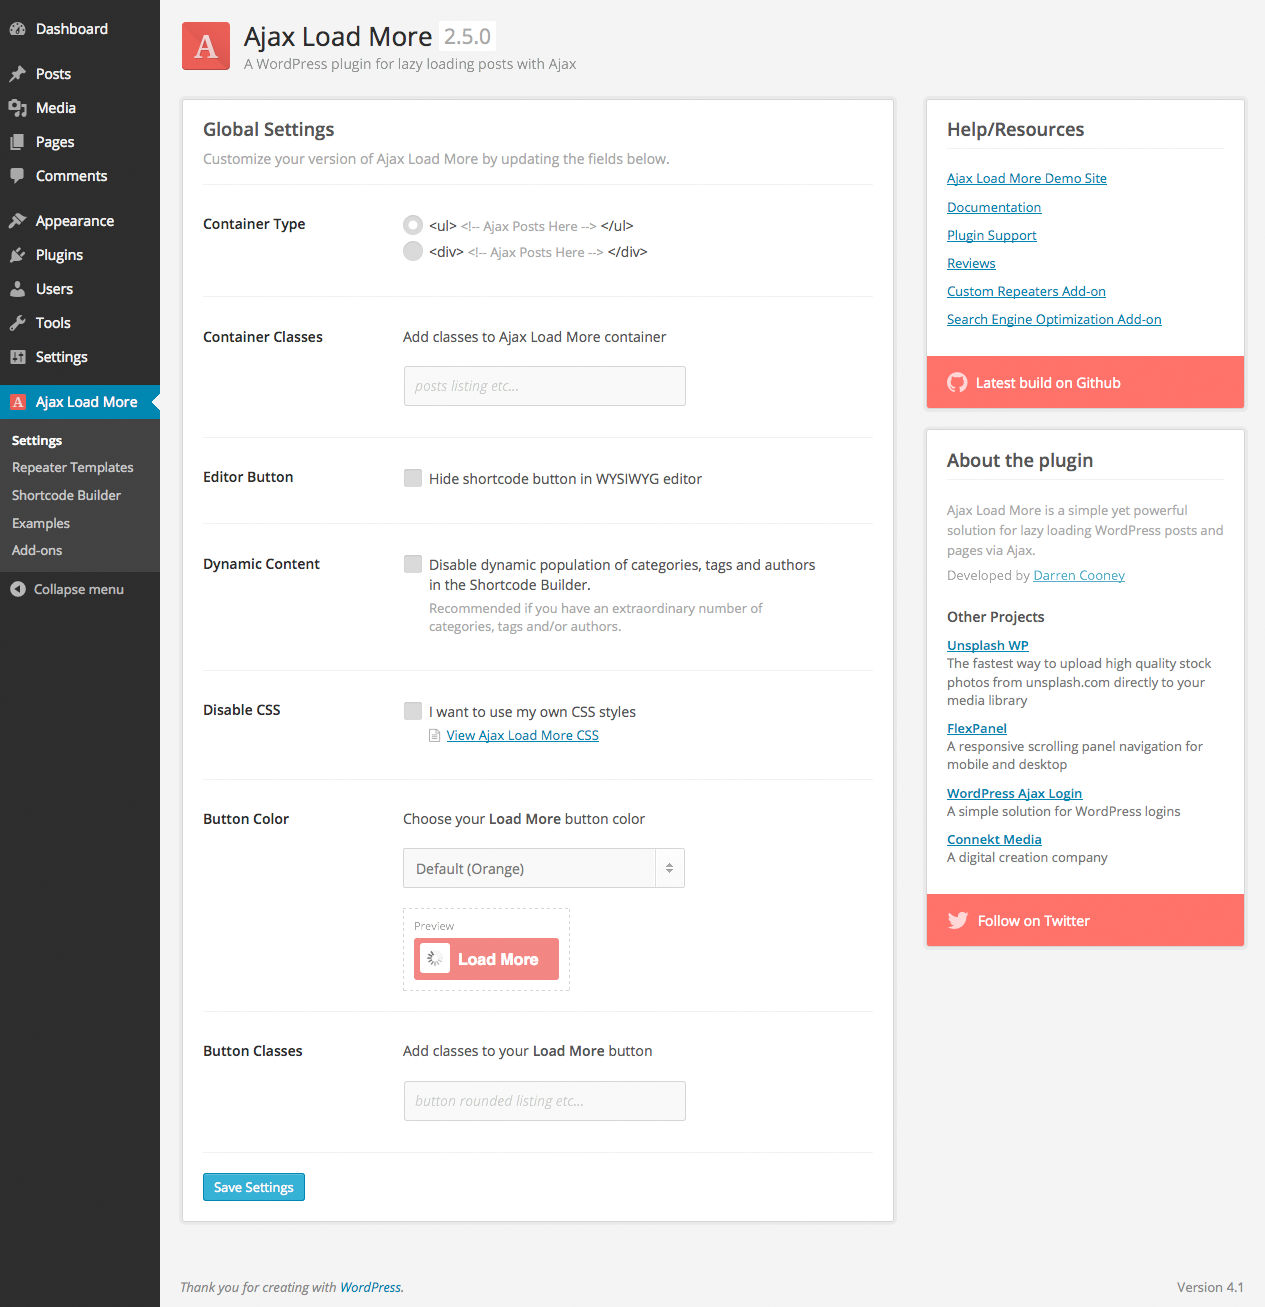 Dashboard
Posts
Media
Pages
Comments
Appearance
Plugins
Users
Tools
Settings
A Ajax Load More
Settings
Repeater Templates
Shortcode Builder
Examples
Add-ons
Collapse menu
A
Ajax Load More 2.5.0
A WordPress plugin for lazy loading posts with Ajax
Global Settings
Customize your version of Ajax Load More by updating the fields below.
Container Type
<ul> <!-- Ajax Posts Here --> </ul>
<div> <!-- Ajax Posts Here --> </div>
Container Classes
Add classes to Ajax Load More container
posts listing etc...
Editor Button
Hide shortcode button in WYSIWYG editor
Dynamic Content
Disable dynamic population of categories, tags and authors
in the Shortcode Builder.
Recommended if you have an extraordinary number of
categories, tags and/or authors.
Disable CSS
I want to use my own CSS styles
View Ajax Load More CSS
Button Color
Choose your Load More button color
Default (Orange)
Preview
Load More
Button Classes
Add classes to your Load More button
button rounded listing etc...
Save Settings
Help/Resources
Ajax Load More Demo Site
Documentation
Plugin Support
Reviews
Custom Repeaters Add-on
Search Engine Optimization Add-on
Latest build on Github
About the plugin
Ajax Load More is a simple yet powerful
solution for lazy loading WordPress posts and
pages via Ajax.
Developed by Darren Cooney
Other Projects
Unsplash WP
The fastest way to upload high quality stock
photos from unsplash.com directly to your
media library
FlexPanel
A responsive scrolling panel navigation for
mobile and desktop
WordPress Ajax Login
A simple solution for WordPress logins
Connekt Media
A digital creation company
Follow on Twitter
Thank you for creating with WordPress.
Version 4.1